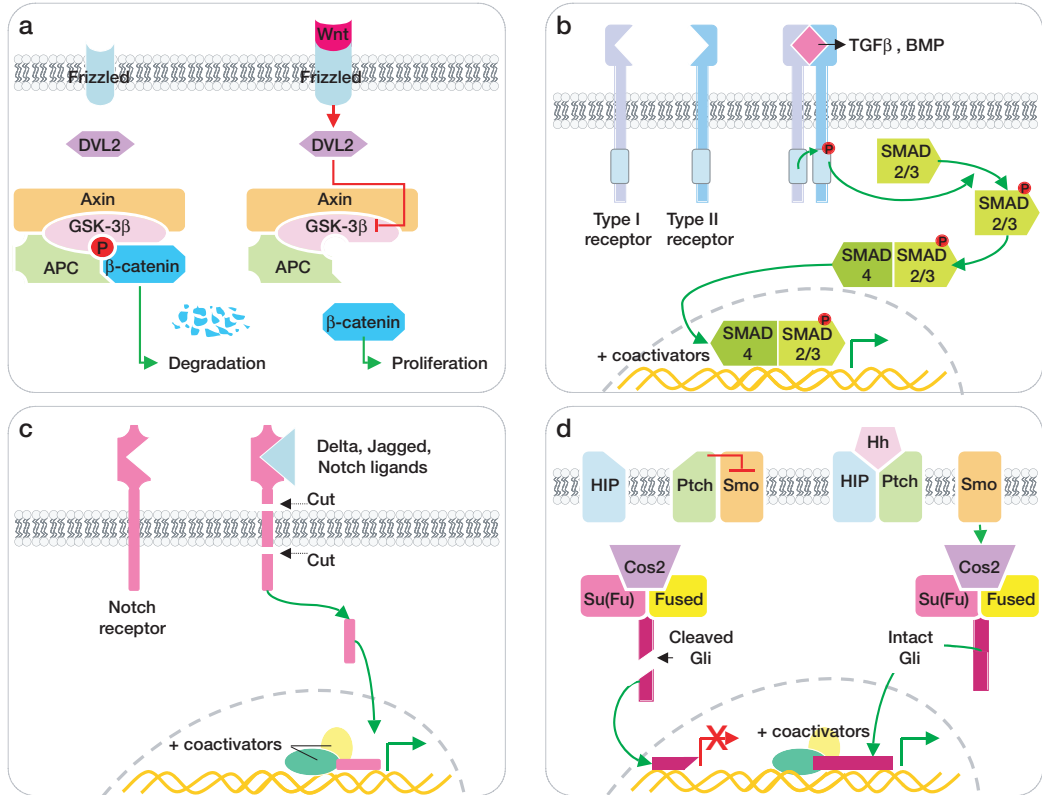 a
Wnt
Frizzled
Frizzled
DVL2
DVL2
Axin
Axin
GSK-3β
GSK-3β
P
APC
β-catenin
APC
β-catenin
Degradation
Proliferation
b
TGFβ , BMP
P
SMAD
2/3
P
SMAD
2/3
Type I
receptor
Type II
receptor
P
SMAD
4
SMAD
2/3
P
SMAD
4
SMAD
2/3
+ coactivators
c
Delta, Jagged,
Notch ligands
Cut
Cut
Notch
receptor
+ coactivators
d
Hh
HIP
Ptch
Smo
HIP
Ptch
Smo
Cos2
Su(Fu)
Fused
Cos2
Su(Fu)
Fused
Cleaved
Gli
Intact
Gli
X
+ coactivators